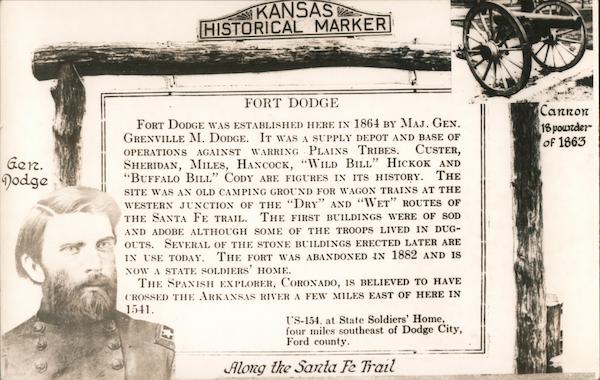 KANSAS
HISTORICAL MARKER
FORT DODGE
FORT DODGE WAS ESTABLISHED HERE IN 1864 BY MAJ. GEN.
GRENVILLE M. DODGE. IT WAS A SUPPLY DEPOT AND BASE OF
OPERATIONS AGAINST WARRING PLAINS TRIBES. CUSTER,
SHERIDAN, MILES, HANCOCK, "WILD BILL" HICKOK AND
"BUFFALO BILL" CODY ARE FIGURES IN ITS HISTORY. THE
SITE WAS AN OLD CAMPING GROUND FOR WAGON TRAINS AT THE
WESTERN JUNCTION OF THE "DRY" AND "WET" ROUTES OF
THE SANTA FE TRAIL. THE FIRST BUILDINGS WERE OF SOD
AND ADOBE ALTHOUGH SOME OF THE TROOPS LIVED IN DUG-
OUTS. SEVERAL OF THE STONE BUILDINGS ERECTED LATER ARE
IN USE TODAY. THE FORT WAS ABANDONED IN 1882 AND IS
NOW A STATE SOLDIERS' HOME.
THE SPANISH EXPLORER, CORONADO, IS BELIEVED TO HAVE
CROSSED THE ARKANSAS RIVER A FEW MILES EAST OF HERE IN
1541.
US-154, at State Soldiers' Home,
four miles southeast of Dodge City,
Ford county.
Gen.
Dodge
Cannon
18 pounder
of 1863
Along the Santa Fe Trail